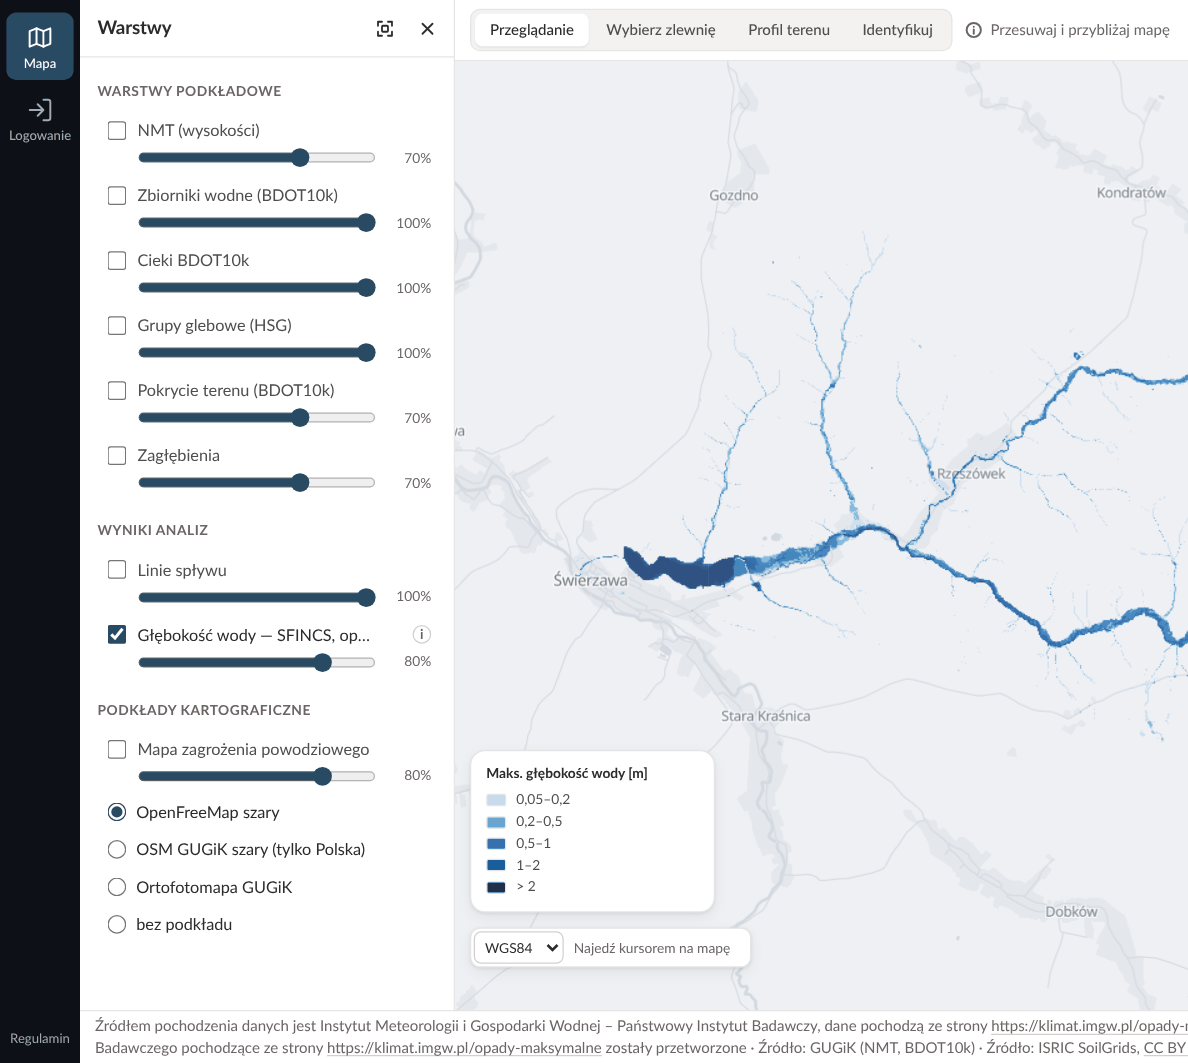 Mapa
Logowanie
Regulamin
Warstwy
WARSTWY PODKŁADOWE
NMT (wysokości)
70%
Zbiorniki wodne (BDOT10k)
100%
Cieki BDOT10k
100%
Grupy glebowe (HSG)
100%
Pokrycie terenu (BDOT10k)
70%
Zagłębienia
70%
WYNIKI ANALIZ
Linie spływu
100%
Głębokość wody — SFINCS, op...
80%
PODKŁADY KARTOGRAFICZNE
Mapa zagrożenia powodziowego
80%
OpenFreeMap szary
OSM GUGiK szary (tylko Polska)
Ortofotomapa GUGiK
bez podkładu
Przeglądanie Wybierz zlewnię Profil terenu Identyfikuj Przesuwaj i przybliżaj mapę
Gozdno
Kondratów
wa
Rzeszówek
Świerzawa
Stara Kraśnica
Dobków
Maks. głębokość wody [m]
0,05–0,2
0,2–0,5
0,5–1
1–2
> 2
WGS84 Najedź kursorem na mapę
Źródłem pochodzenia danych jest Instytut Meteorologii i Gospodarki Wodnej – Państwowy Instytut Badawczy, dane pochodzą ze strony https://klimat.imgw.pl/opady-m
Badawczego pochodzące ze strony https://klimat.imgw.pl/opady-maksymalne zostały przetworzone · Źródło: GUGiK (NMT, BDOT10k) · Źródło: ISRIC SoilGrids, CC BY